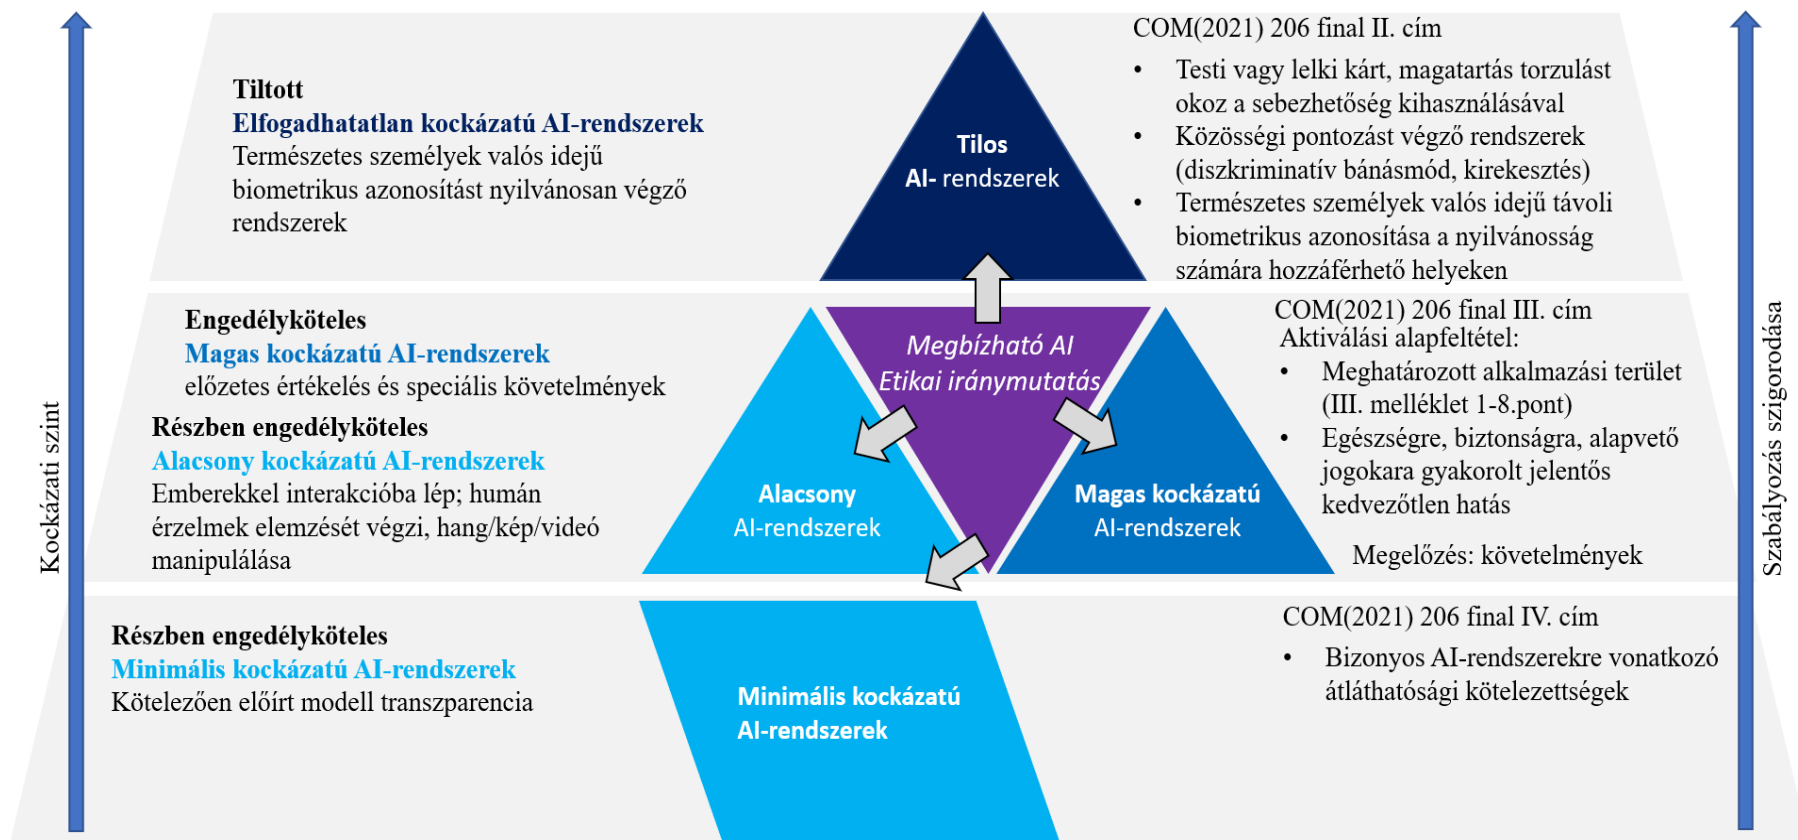 Kockázati szint
Tiltott
Elfogadhatatlan kockázatú AI-rendszerek
Természetes személyek valós idejű
biometrikus azonosítást nyilvánosan végző
rendszerek
Tilos
AI- rendszerek
COM(2021) 206 final II. cím
• Testi vagy lelki kárt, magatartás torzulást
okoz a sebezhetőség kihasználásával
• Közösségi pontozást végző rendszerek
(diszkriminatív bánásmód, kirekesztés)
• Természetes személyek valós idejű távoli
biometrikus azonosítása a nyilvánosság
számára hozzáférhető helyeken
Engedélyköteles
Magas kockázatú AI-rendszerek
előzetes értékelés és speciális követelmények
Részben engedélyköteles
Alacsony kockázatú AI-rendszerek
Emberekkel interakcióba lép; humán
érzelmek elemzését végzi, hang/kép/videó
manipulálása
Megbízható AI
Etikai iránymutatás
Alacsony
AI-rendszerek
Magas kockázatú
AI-rendszerek
COM(2021) 206 final III. cím
Aktiválási alapfeltétel:
• Meghatározott alkalmazási terület
(III. melléklet 1-8.pont)
• Egészségre, biztonságra, alapvető
jogokara gyakorolt jelentős
kedvezőtlen hatás
Megelőzés: követelmények
Részben engedélyköteles
Minimális kockázatú AI-rendszerek
Kötelezően előírt modell transzparencia
Minimális kockázatú
AI-rendszerek
COM(2021) 206 final IV. cím
• Bizonyos AI-rendszerekre vonatkozó
átláthatósági kötelezettségek
Szabályozás szigorodása